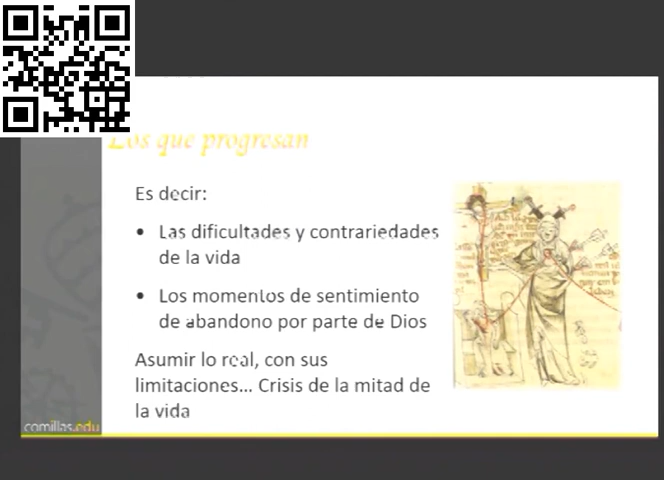 Los que progresan
Es decir:
• Las dificultades y contrariedades
de la vida
• Los momentos de sentimiento
de abandono por parte de Dios
Asumir lo real, con sus
limitaciones... Crisis de la mitad de
la vida
comillas.edu